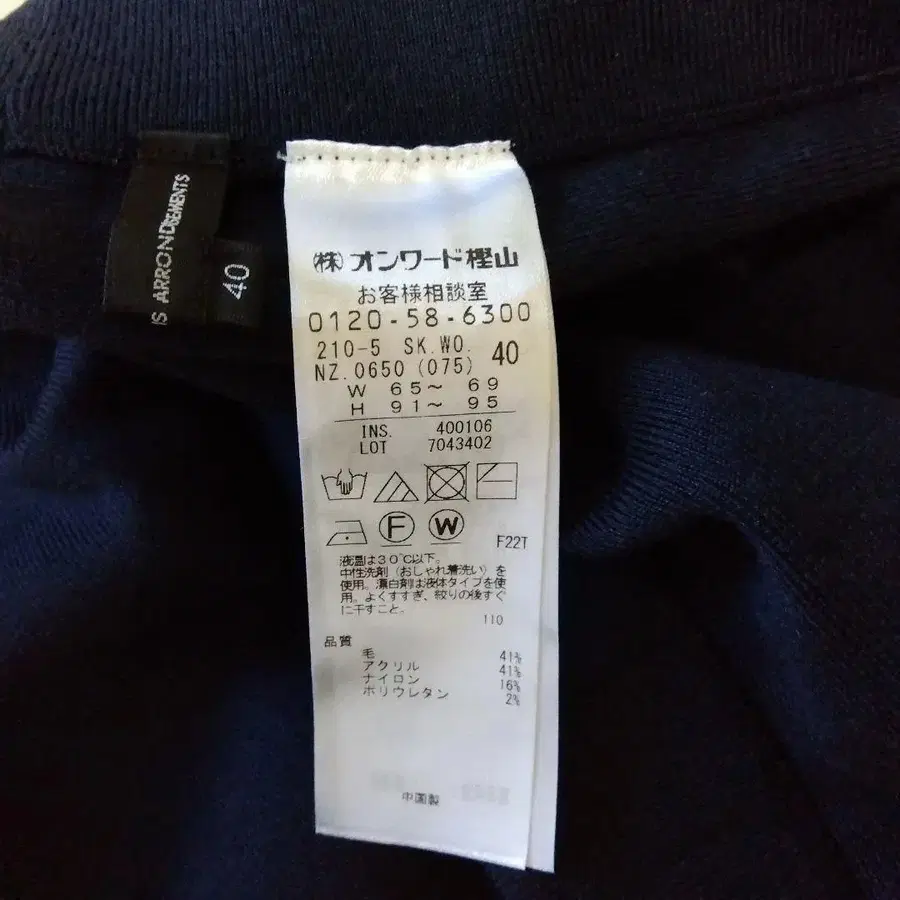 IS ARRONDISSEMENTS
40
㈱オンワード樫山
お客様相談室
0120-58-6300
210-5 SK.WO. 40
NZ.0650 (075)
W 65～ 69
H 91～ 95
INS. 400106
LOT 7043402
F W
F22T
液温は30℃以下。
中性洗剤（おしゃれ着洗い）を
使用。漂白剤は液体タイプを使
用。よくすすぎ、絞りの後すぐ
に干すこと。
110
品質
毛 41%
アクリル 41%
ナイロン 16%
ポリウレタン 2%
中国製